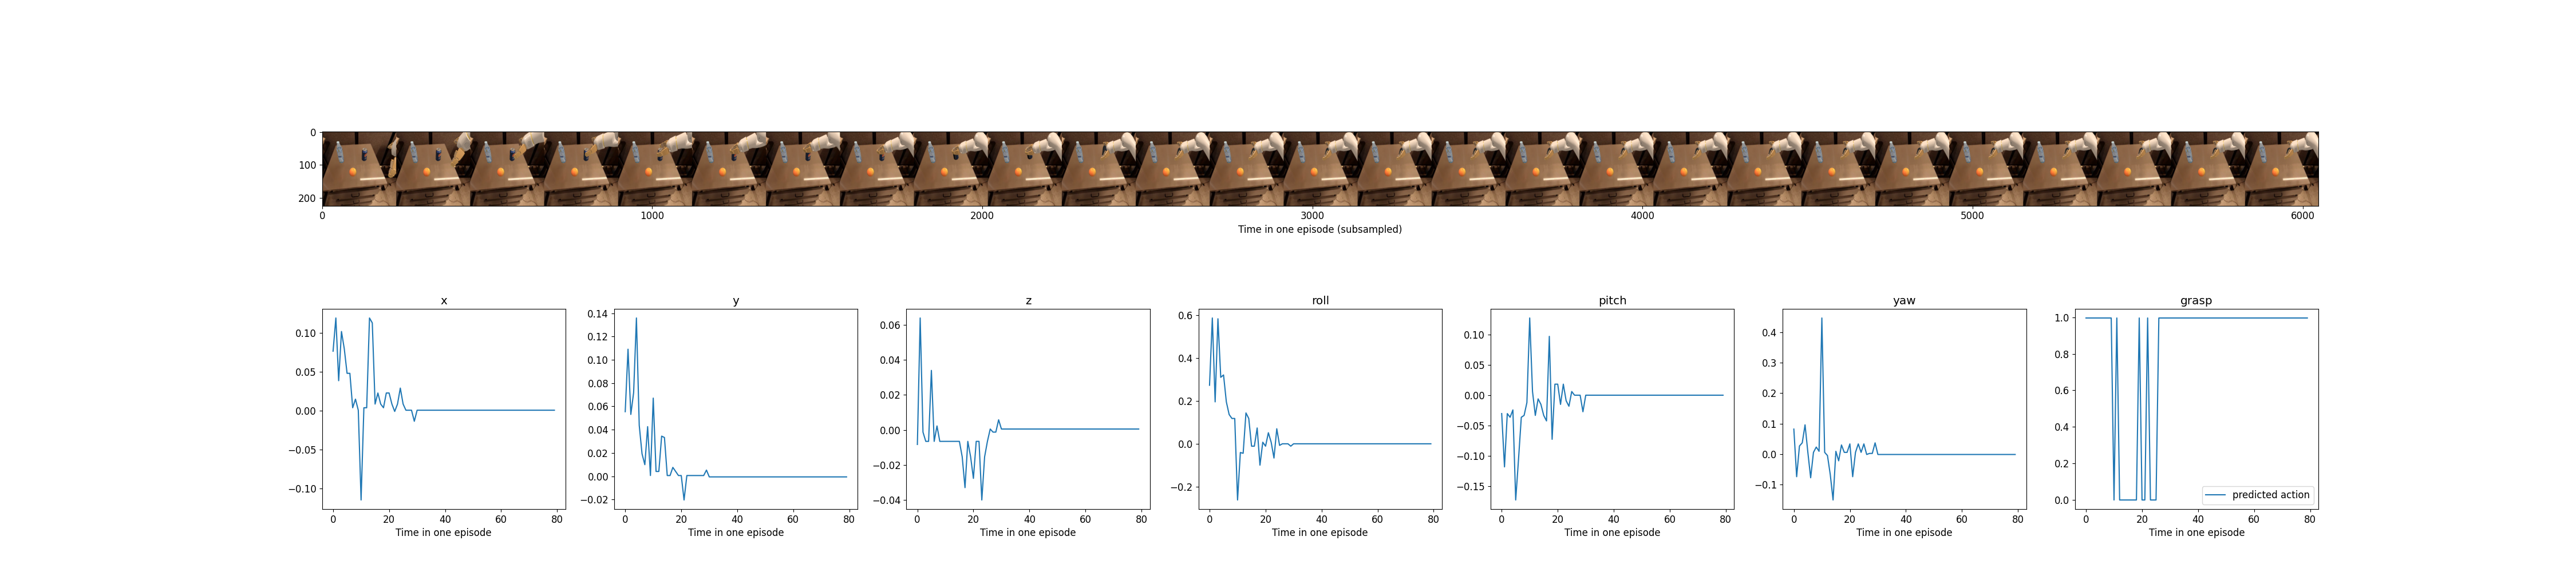 0
100
200
0 1000 2000 3000 4000 5000 6000
Time in one episode (subsampled)
x
0.10
0.05
0.00
−0.05
−0.10
0 20 40 60 80
Time in one episode
y
0.14
0.12
0.10
0.08
0.06
0.04
0.02
0.00
−0.02
0 20 40 60 80
Time in one episode
z
0.06
0.04
0.02
0.00
−0.02
−0.04
0 20 40 60 80
Time in one episode
roll
0.6
0.4
0.2
0.0
−0.2
0 20 40 60 80
Time in one episode
pitch
0.10
0.05
0.00
−0.05
−0.10
−0.15
0 20 40 60 80
Time in one episode
yaw
0.4
0.3
0.2
0.1
0.0
−0.1
0 20 40 60 80
Time in one episode
grasp
1.0
0.8
0.6
0.4
0.2
0.0
predicted action
0 20 40 60 80
Time in one episode